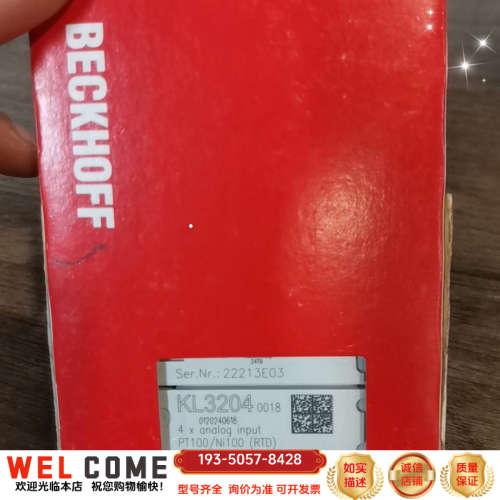 BECKHOFF
Ser.Nr.: 22213E03
KL3204 0018
0120240618
4 x analog input
PT100/Ni100 (RTD)
WEL COME
欢迎光临本店 祝您购物愉快!
193-5057-8428
型号齐全 询价为准 可开发票
如实
描述
诚信
店铺
品质
保证